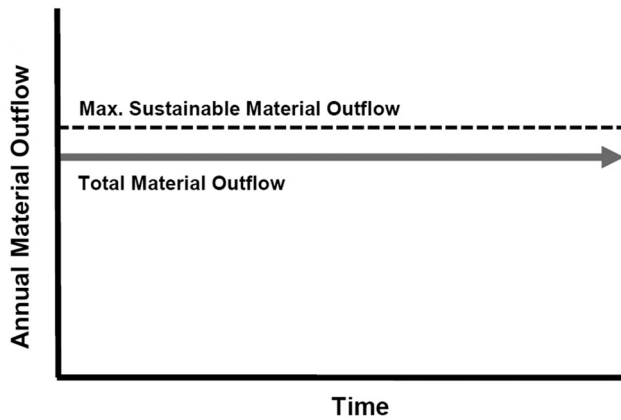 Annual Material Outflow
Max. Sustainable Material Outflow
Total Material Outflow
Time